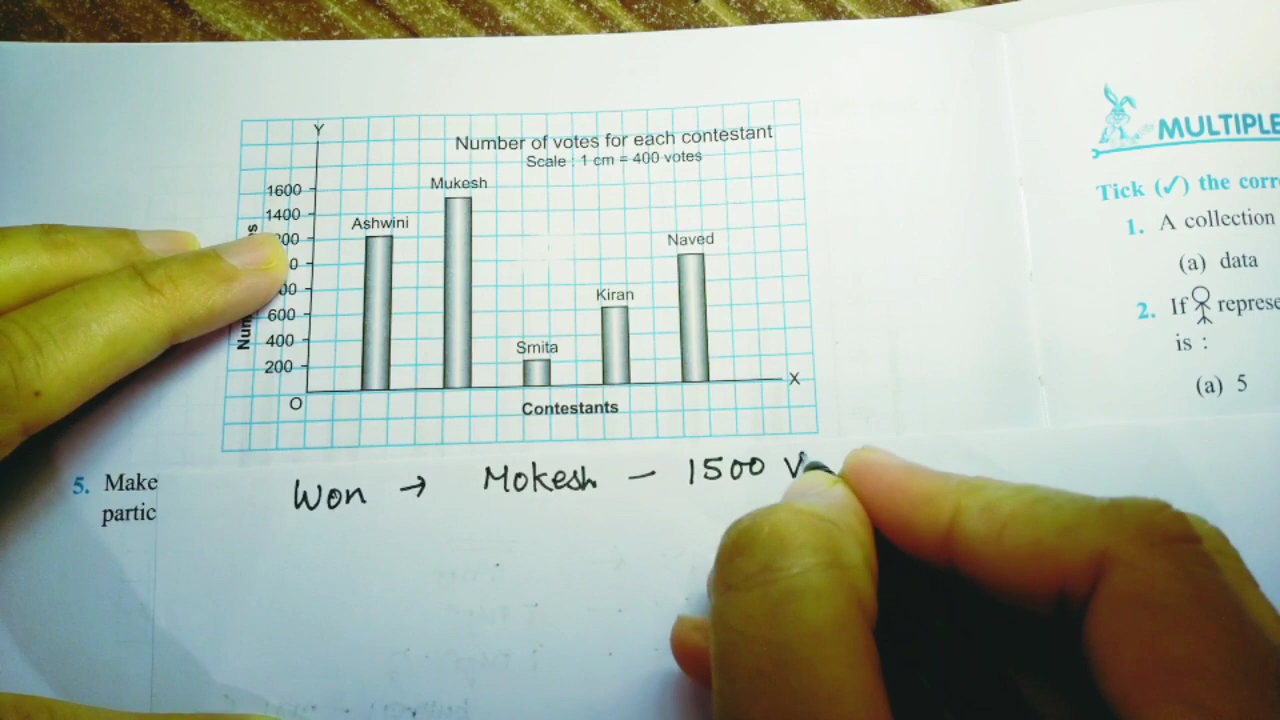 Y
Number of votes for each contestant
Scale : 1 cm = 400 votes
Mukesh
1600
1400
Ashwini
Naved
Kiran
600
400
Smita
200
X
O
Contestants
MULTIPLE
Tick (✓) the corre
1. A collection
(a) data
2. If represe
is :
(a) 5
5. Make
partic
Won → Mokesh – 1500 V